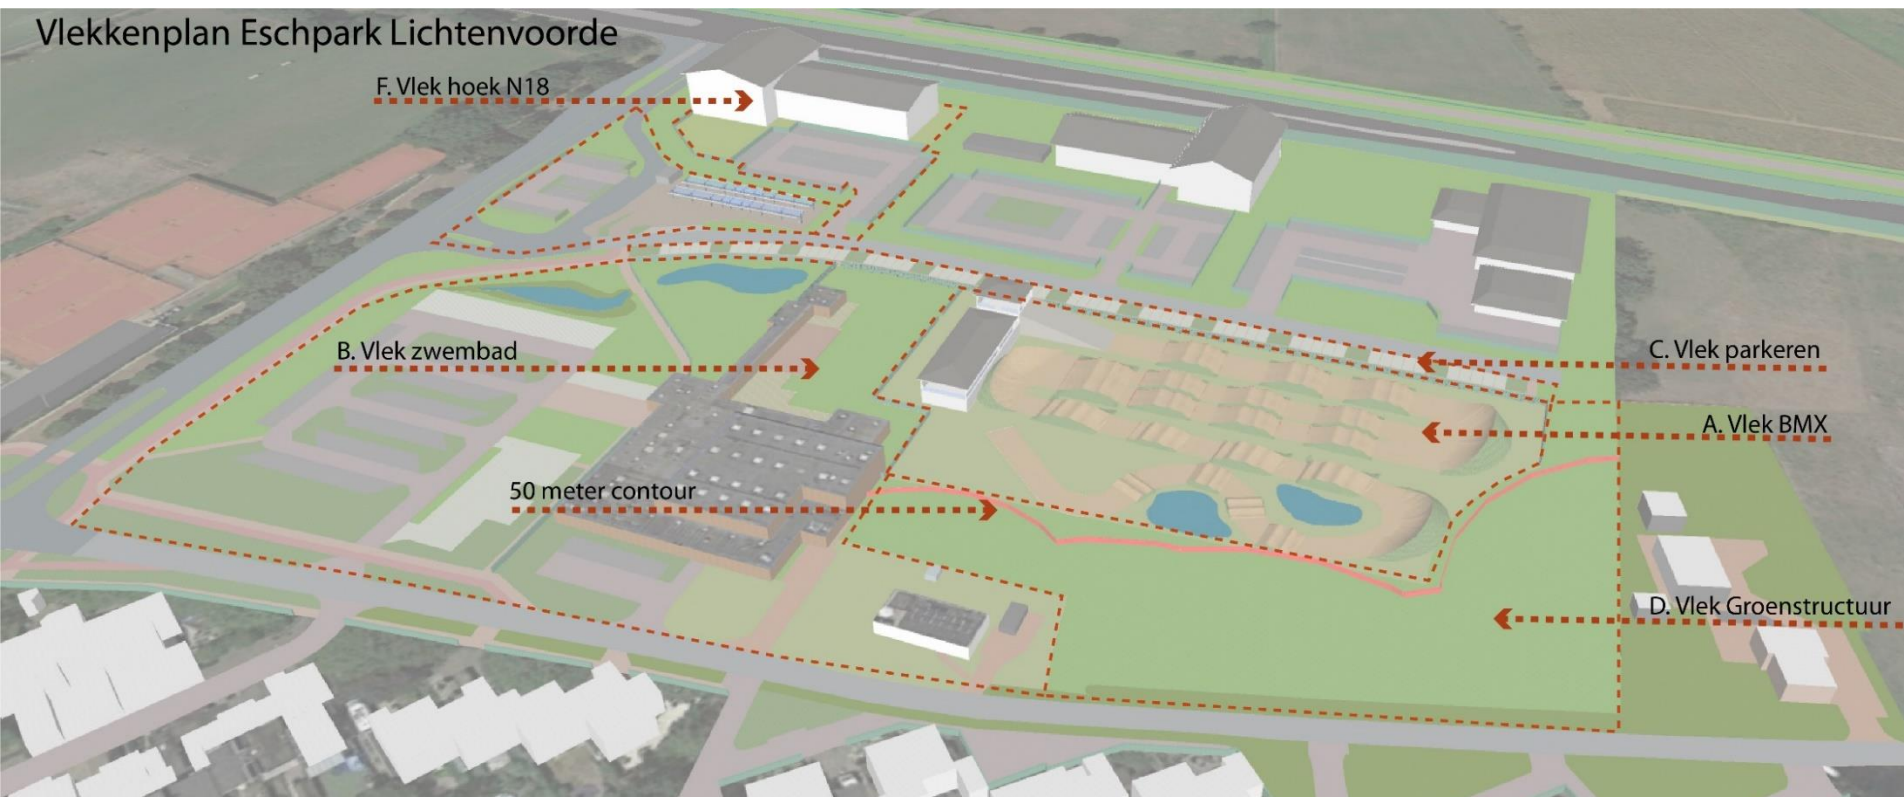 Vlekkenplan Eschpark Lichtenvoorde
F. Vlek hoek N18
B. Vlek zwembad
C. Vlek parkeren
A. Vlek BMX
50 meter contour
D. Vlek Groenstructuur